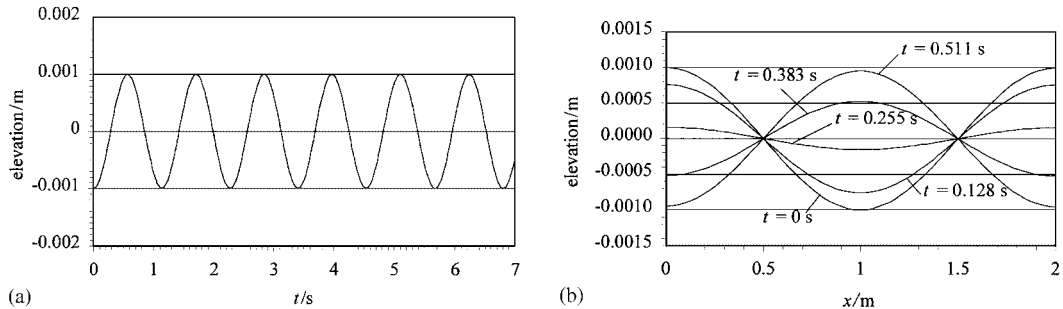 0.002
0.001
0
-0.001
-0.002
elevation/m
0 1 2 3 4 5 6 7
t/s
(a)
0.0015
0.0010
0.0005
0.0000
-0.0005
-0.0010
-0.0015
elevation/m
t = 0.511 s
t = 0.383 s
t = 0.255 s
t = 0.128 s
t = 0 s
0 0.5 1 1.5 2
x/m
(b)